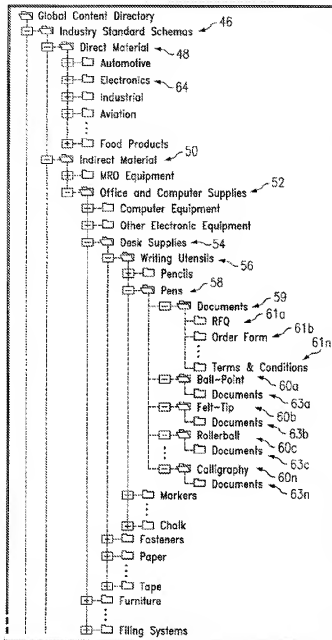 Global Content Directory
Industry Standard Schemas 46
Direct Material 48
Automotive
Electronics 64
Industrial
Aviation
Food Products
Indirect Material 50
MRO Equipment
Office and Computer Supplies 52
Computer Equipment
Other Electronic Equipment
Desk Supplies 54
Writing Utensils 56
Pencils
Pens 58
Documents 59
RFQ 61a
Order Form 61b
Terms & Conditions 61n
Ball-Point 60a
Documents 63a
Felt-Tip 60b
Documents 63b
Rollerball 60c
Documents 63c
Calligraphy 60n
Documents 63n
Markers
Chalk
Fasteners
Paper
Tape
Furniture
Filing Systems